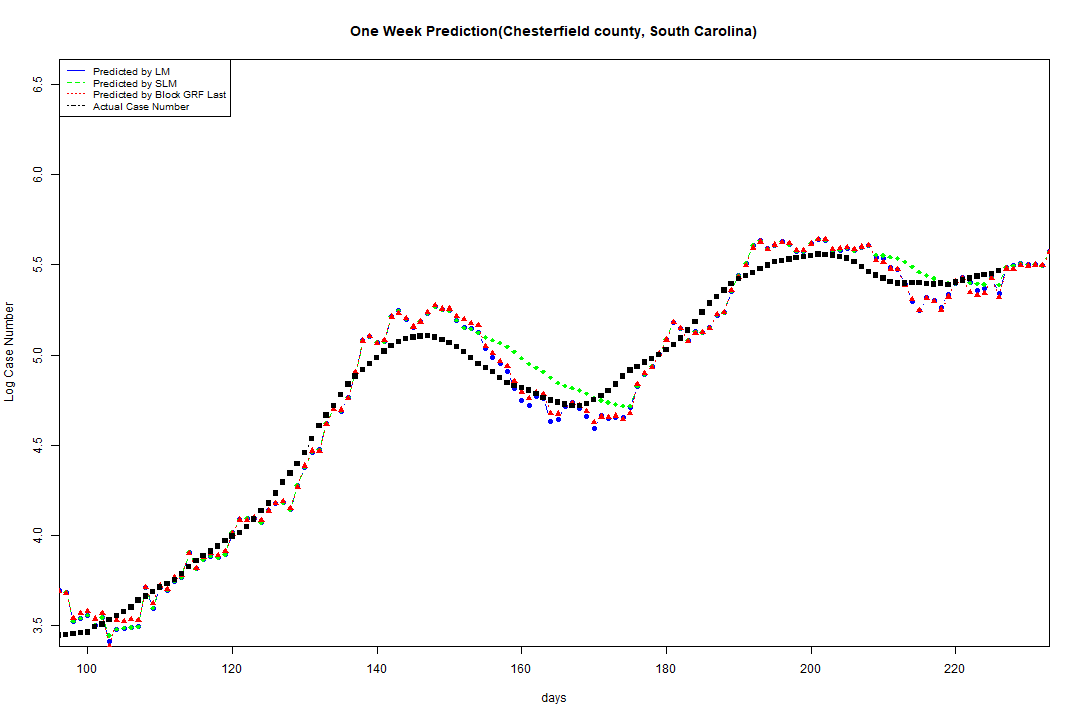 One Week Prediction(Chesterfield county, South Carolina)
Predicted by LM
Predicted by SLM
Predicted by Block GRF Last
Actual Case Number
6.5
6.0
5.5
5.0
4.5
4.0
3.5
Log Case Number
100 120 140 160 180 200 220
days